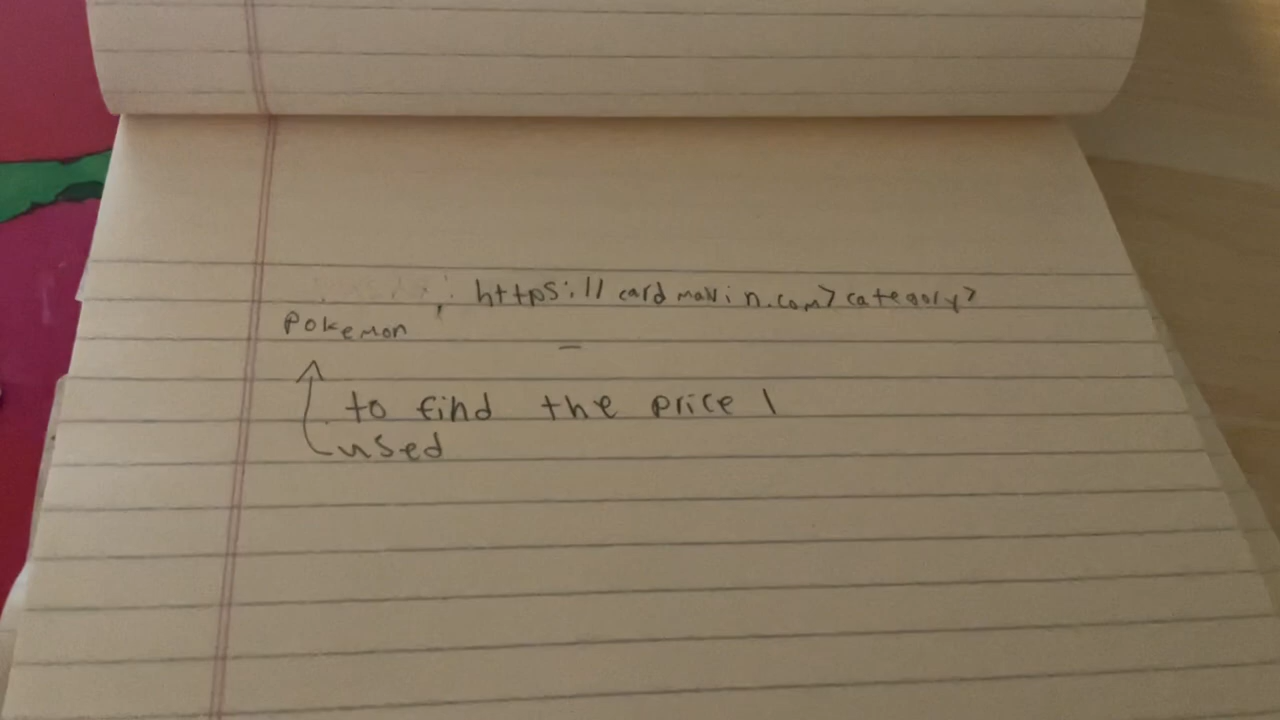 https://cardmavin.com>category>
pokemon
to find the price I
used